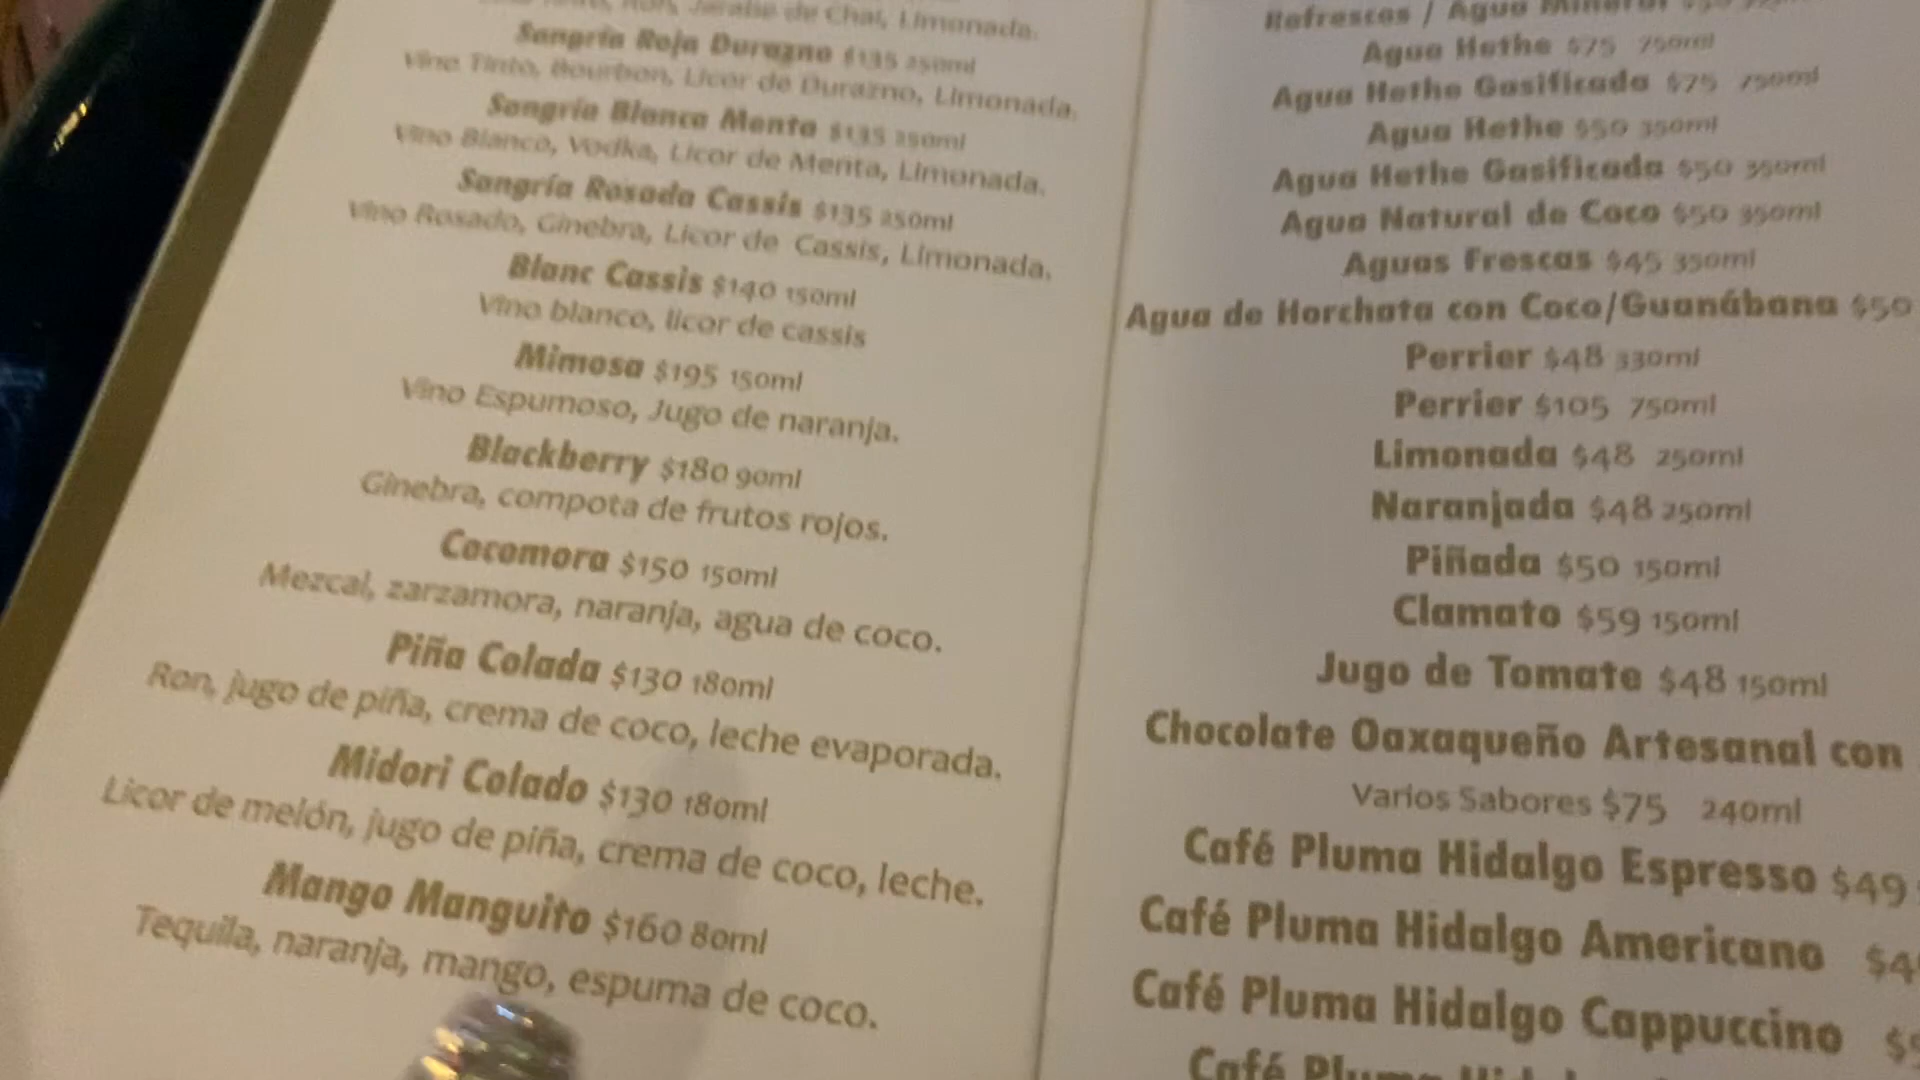 Jarabe de Chai, Limonada.
Sangría Roja Durazno $135 250ml
Vino Tinto, Bourbon, Licor de Durazno, Limonada.
Sangría Blanca Menta $135 250ml
Vino Blanco, Vodka, Licor de Menta, Limonada.
Sangría Rosada Cassis $135 250ml
Vino Rosado, Ginebra, Licor de Cassis, Limonada.
Blanc Cassis $140 150ml
Vino blanco, licor de cassis
Mimosa $195 150ml
Vino Espumoso, Jugo de naranja.
Blackberry $180 90ml
Ginebra, compota de frutos rojos.
Cocomora $150 150ml
Mezcal, zarzamora, naranja, agua de coco.
Piña Colada $130 180ml
Ron, jugo de piña, crema de coco, leche evaporada.
Midori Colado $130 180ml
Licor de melón, jugo de piña, crema de coco, leche.
Mango Manguito $160 80ml
Tequila, naranja, mango, espuma de coco.
Refrescos / Agua Mineral
Agua Hethe $75 750ml
Agua Hethe Gasificada $75 750ml
Agua Hethe $50 350ml
Agua Hethe Gasificada $50 350ml
Agua Natural de Coco $50 350ml
Aguas Frescas $45 350ml
Agua de Horchata con Coco/Guanábana $50
Perrier $48 330ml
Perrier $105 750ml
Limonada $48 250ml
Naranjada $48 250ml
Piñada $50 150ml
Clamato $59 150ml
Jugo de Tomate $48 150ml
Chocolate Oaxaqueño Artesanal con
Varios Sabores $75 240ml
Café Pluma Hidalgo Espresso $49
Café Pluma Hidalgo Americano
Café Pluma Hidalgo Cappuccino
Café Pluma